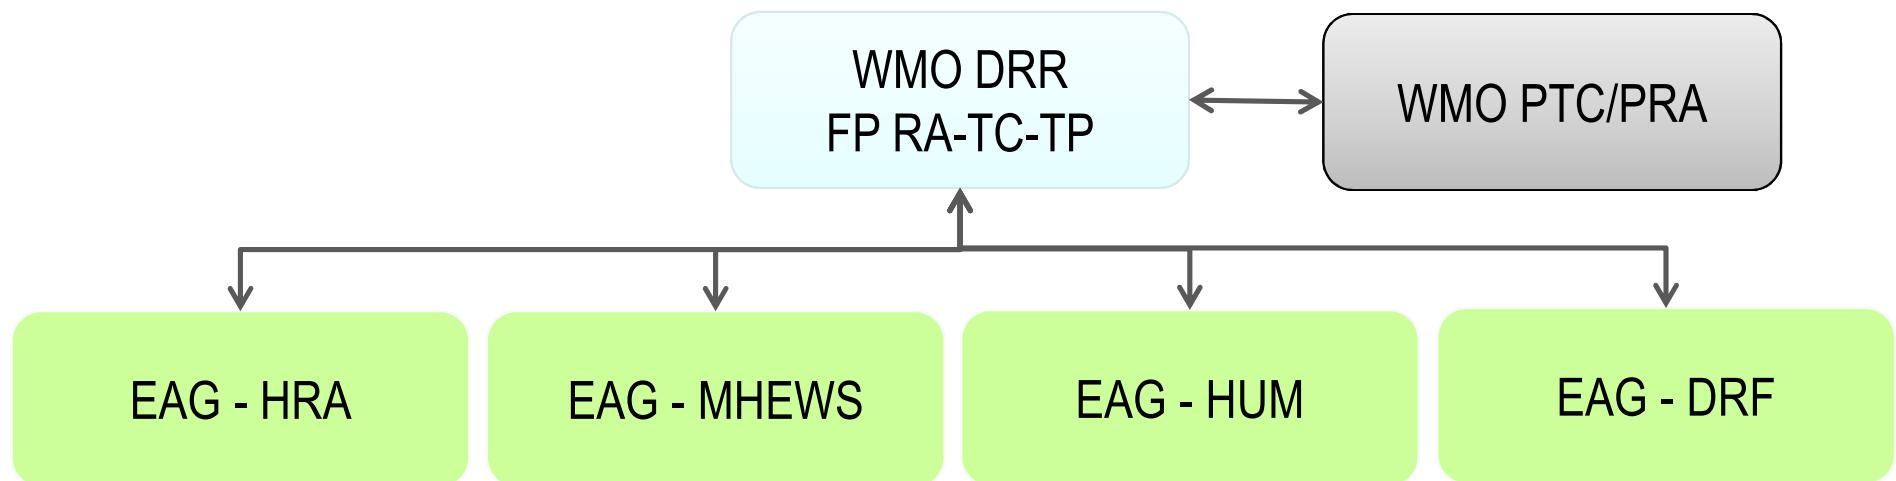 WMO DRR
FP RA-TC-TP
WMO PTC/PRA
EAG - HRA
EAG - MHEWS
EAG - HUM
EAG - DRF